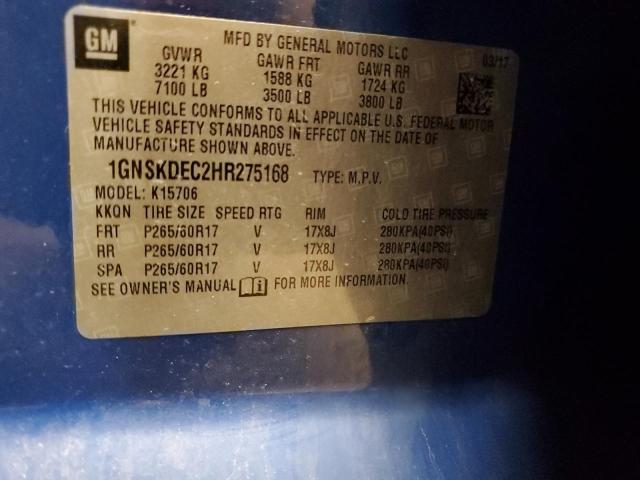 GM
MFD BY GENERAL MOTORS LLC
03/17
GVWR GAWR FRT GAWR RR
3221 KG 1588 KG 1724 KG
7100 LB 3500 LB 3800 LB
THIS VEHICLE CONFORMS TO ALL APPLICABLE U.S. FEDERAL MOTOR
VEHICLE SAFETY STANDARDS IN EFFECT ON THE DATE OF
MANUFACTURE SHOWN ABOVE.
1GNSKDEC2HR275168 TYPE: M.P.V.
MODEL: K15706
KKQN TIRE SIZE SPEED RTG RIM COLD TIRE PRESSURE
FRT P265/60R17 V 17X8J 280KPA(40PSI)
RR P265/60R17 V 17X8J 280KPA(40PSI)
SPA P265/60R17 V 17X8J 280KPA(40PSI)
SEE OWNER'S MANUAL i FOR MORE INFORMATION.